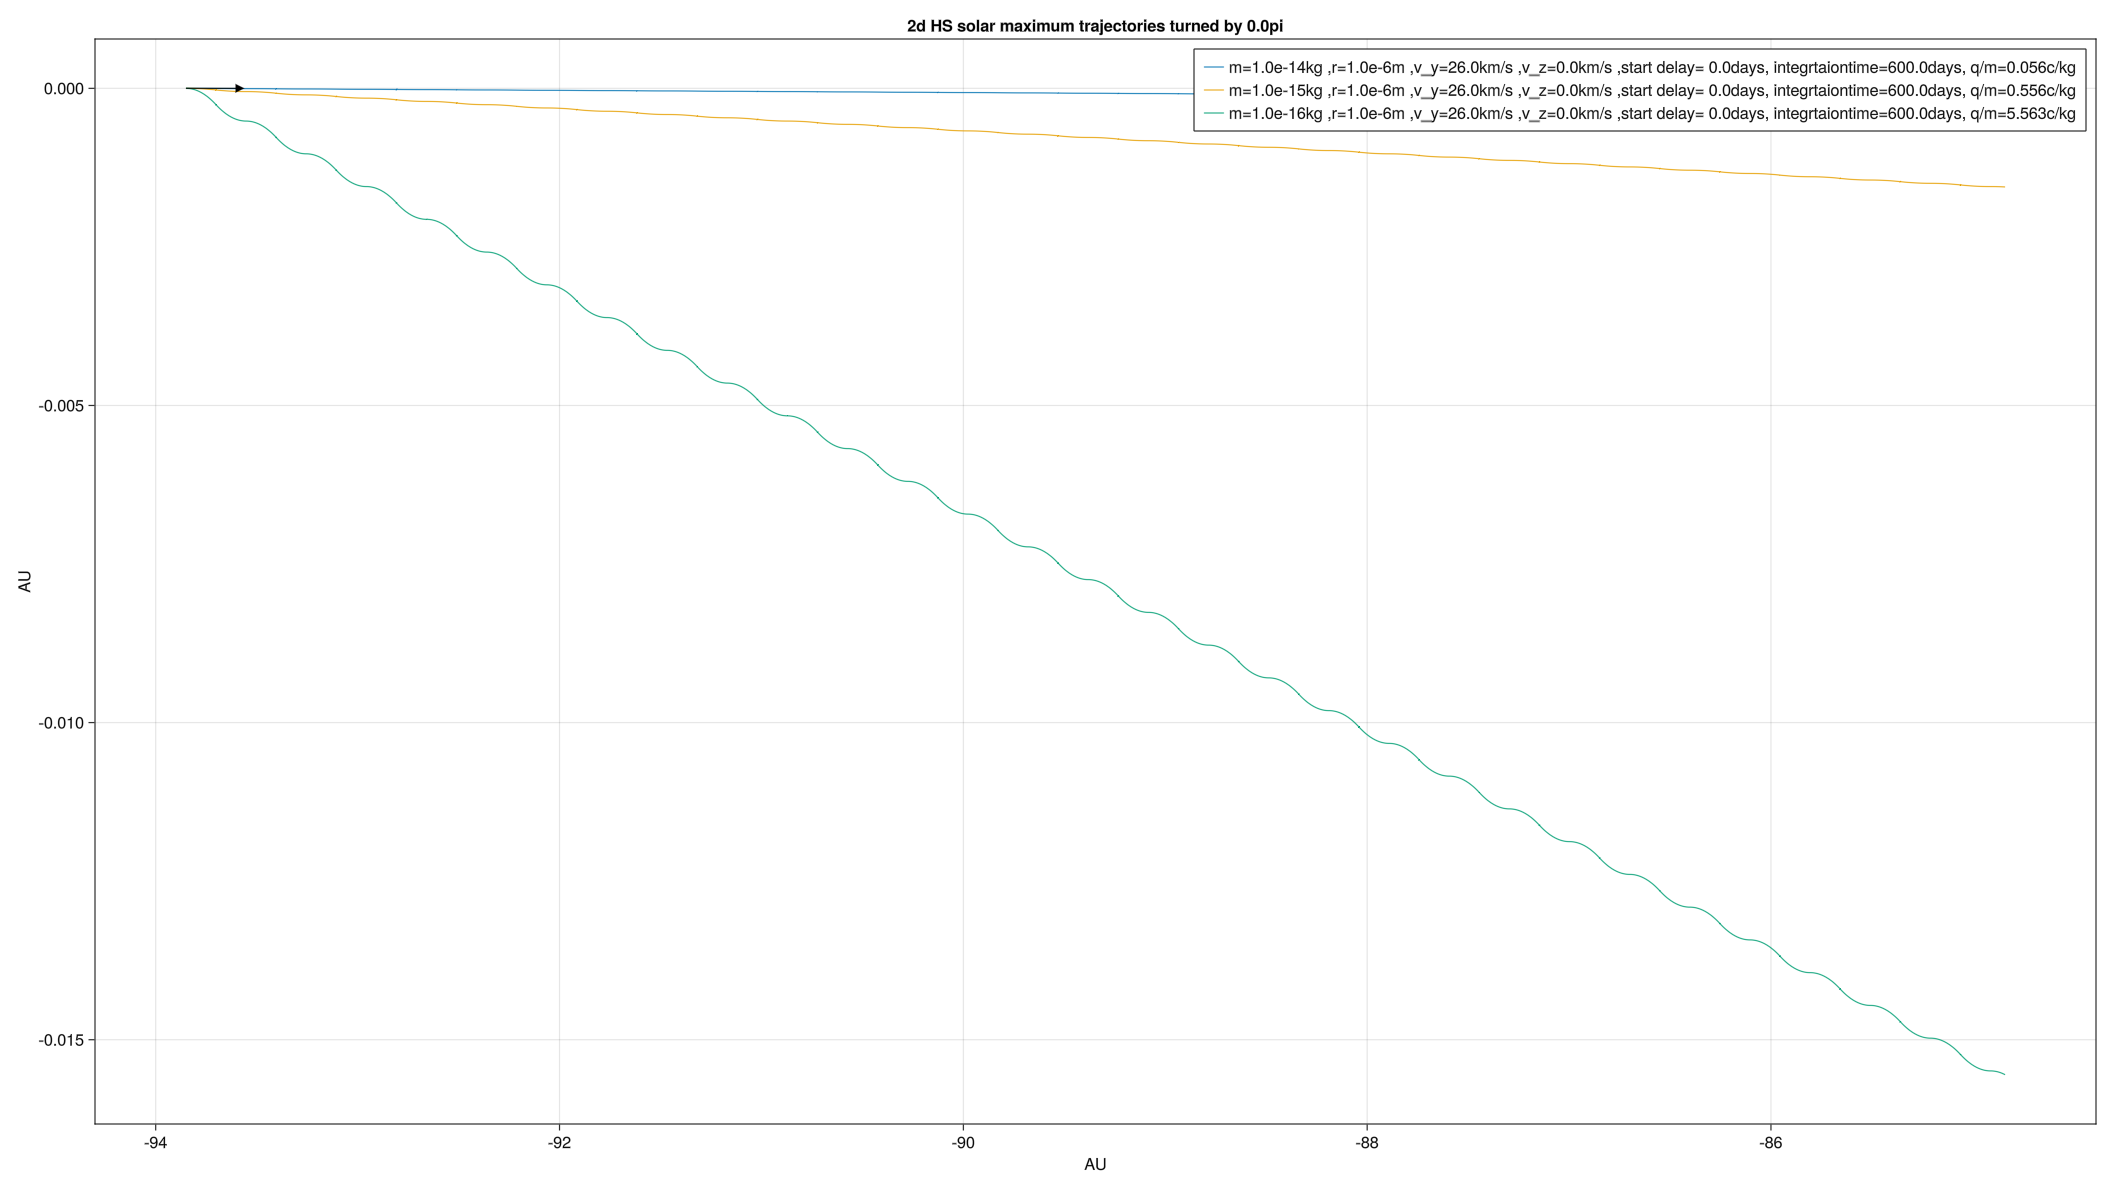 2d HS solar maximum trajectories turned by 0.0pi
m=1.0e-14kg ,r=1.0e-6m ,v_y=26.0km/s ,v_z=0.0km/s ,start delay= 0.0days, integrtaiontime=600.0days, q/m=0.056c/kg
m=1.0e-15kg ,r=1.0e-6m ,v_y=26.0km/s ,v_z=0.0km/s ,start delay= 0.0days, integrtaiontime=600.0days, q/m=0.556c/kg
m=1.0e-16kg ,r=1.0e-6m ,v_y=26.0km/s ,v_z=0.0km/s ,start delay= 0.0days, integrtaiontime=600.0days, q/m=5.563c/kg
0.000
-0.005
-0.010
-0.015
AU
-94
-92
-90
-88
-86
AU